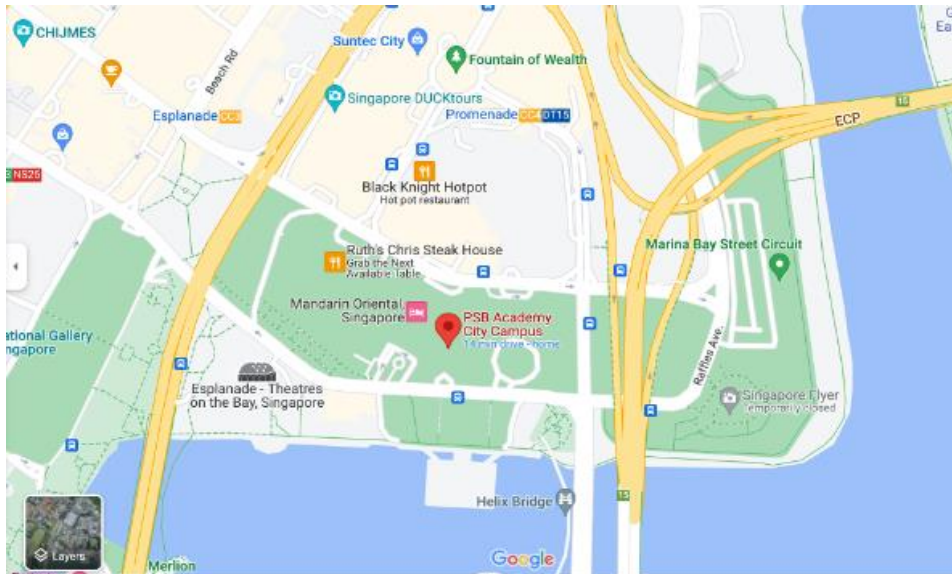 CHIJMES
Suntec City
Fountain of Wealth
Beach Rd
Singapore DUCKtours
Esplanade CC3
Promenade CC4 DT15
15
ECP
NS25
Black Knight Hotpot
Hot pot restaurant
Ruth's Chris Steak House
Grab the Next
Available Table
Marina Bay Street Circuit
Mandarin Oriental,
Singapore
PSB Academy
City Campus
14 min drive - home
Raffles Ave.
Esplanade - Theatres
on the Bay, Singapore
Singapore Flyer
Temporarily closed
Helix Bridge
15
Layers
Google
Merlion